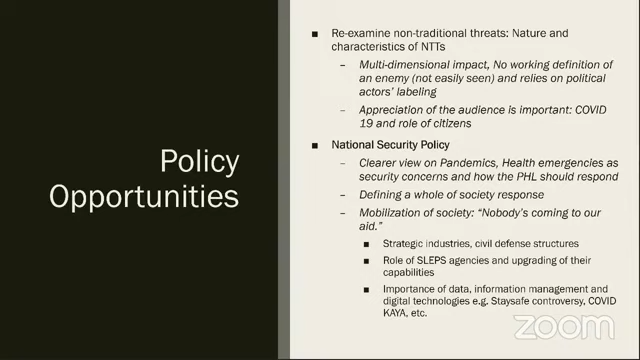 Policy
Opportunities
■ Re-examine non-traditional threats: Nature and
characteristics of NTTs
– Multi-dimensional impact, No working definition of
an enemy (not easily seen) and relies on political
actors' labeling
– Appreciation of the audience is important: COVID
19 and role of citizens
■ National Security Policy
– Clearer view on Pandemics, Health emergencies as
security concerns and how the PHL should respond
– Defining a whole of society response
– Mobilization of society: "Nobody's coming to our
aid."
■ Strategic industries, civil defense structures
■ Role of SLEPS agencies and upgrading of their
capabilities
■ Importance of data, information management and
digital technologies e.g. Staysafe controversy, COVID
KAYA, etc.
zoom